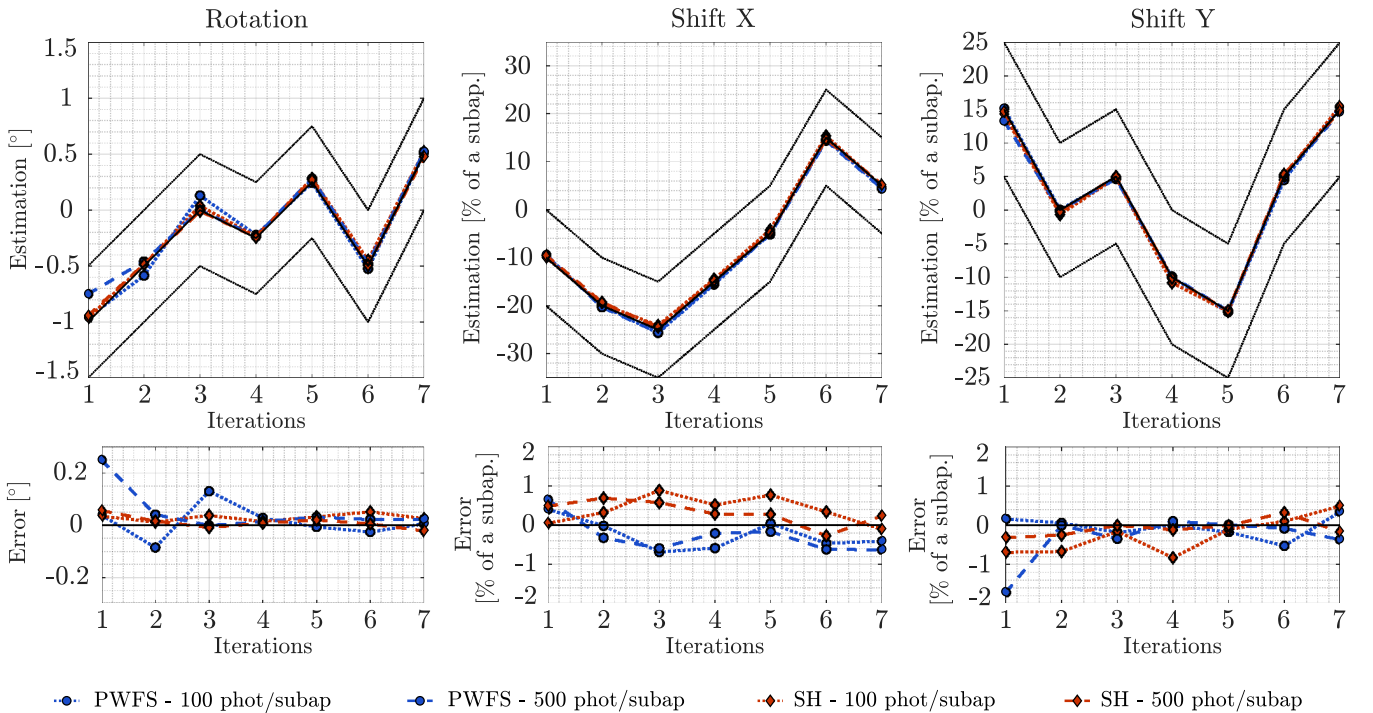 Rotation
Shift X
Shift Y
Estimation [°]
1.5
1
0.5
0
-0.5
-1
-1.5
1 2 3 4 5 6 7
Iterations
Estimation [% of a subap.]
30
20
10
0
-10
-20
-30
1 2 3 4 5 6 7
Iterations
Estimation [% of a subap.]
25
20
15
10
5
0
-5
-10
-15
-20
-25
1 2 3 4 5 6 7
Iterations
Error [°]
0.2
0
-0.2
1 2 3 4 5 6 7
Iterations
Error
[% of a subap.]
2
1
0
-1
-2
1 2 3 4 5 6 7
Iterations
Error
[% of a subap.]
2
1
0
-1
-2
1 2 3 4 5 6 7
Iterations
PWFS - 100 phot/subap
PWFS - 500 phot/subap
SH - 100 phot/subap
SH - 500 phot/subap